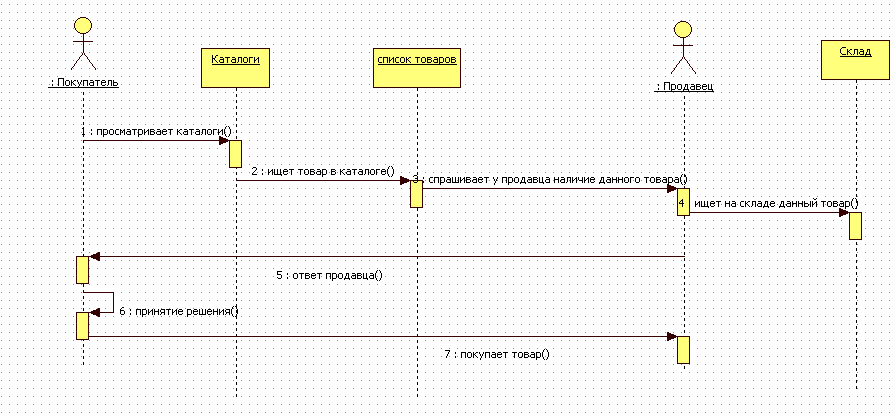 : Покупатель
Каталоги
список товаров
: Продавец
Склад
1 : просматривает каталоги()
2 : ищет товар в каталоге()
3 : спрашивает у продавца наличие данного товара()
4 ищет на складе данный товар()
5 : ответ продавца()
6 : принятие решения()
7 : покупает товар()